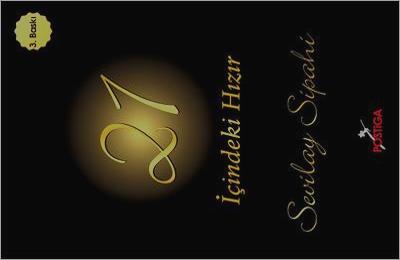 3. Baskı
21
İçindeki Hızır
Sevilay Sipahi
POSTİGA